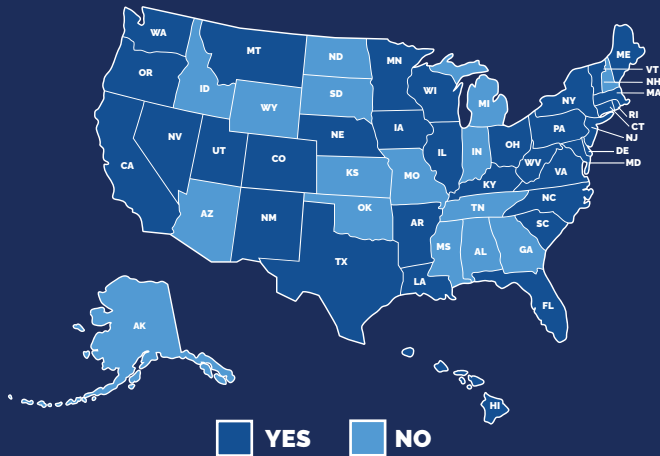 WA
MT
ND
MN
ME
VT
NH
MA
OR
ID
SD
WI
MI
NY
WY
RI
CT
NJ
NV
NE
IA
PA
UT
IL
IN
OH
DE
MD
CA
CO
WV
VA
KS
MO
KY
NC
AZ
NM
OK
TN
AR
SC
MS
AL
GA
TX
LA
FL
AK
HI
YES
NO